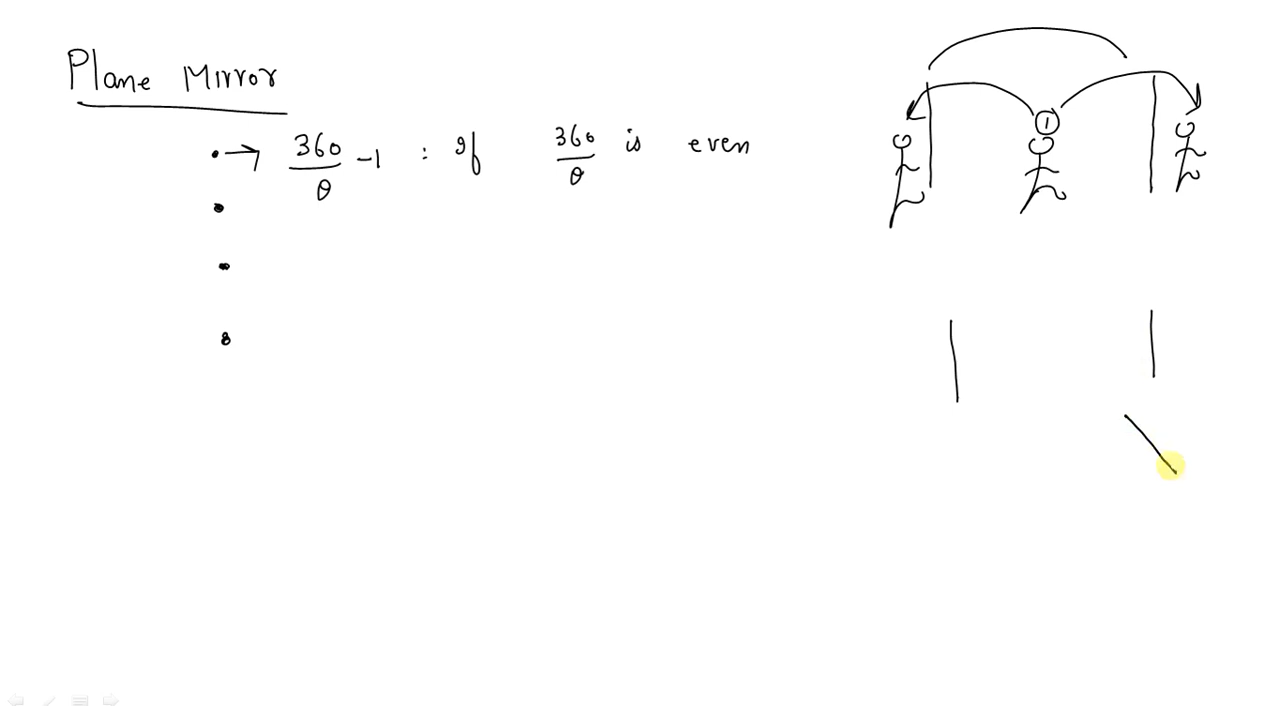 Plane Mirror
360/θ -1 : If 360/θ is even
1